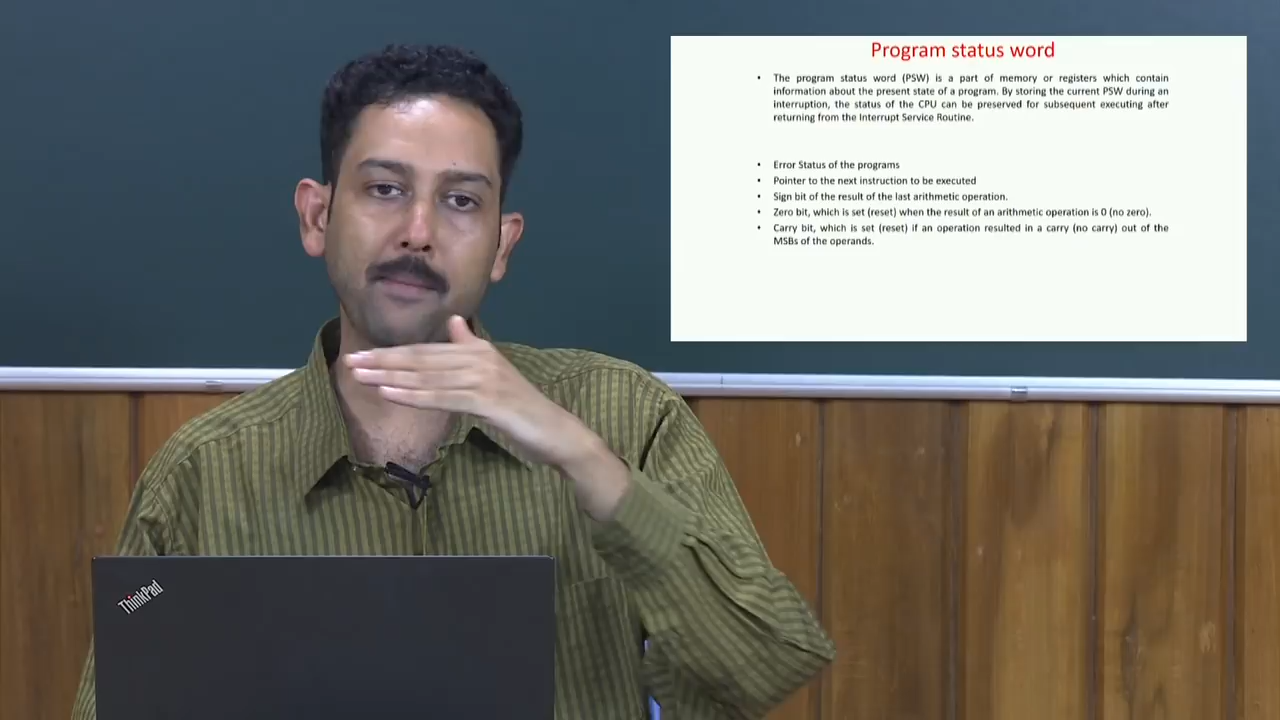 Program status word
• The program status word (PSW) is a part of memory or registers which contain
information about the present state of a program. By storing the current PSW during an
interruption, the status of the CPU can be preserved for subsequent executing after
returning from the Interrupt Service Routine.
• Error Status of the programs
• Pointer to the next instruction to be executed
• Sign bit of the result of the last arithmetic operation.
• Zero bit, which is set (reset) when the result of an arithmetic operation is 0 (no zero).
• Carry bit, which is set (reset) if an operation resulted in a carry (no carry) out of the
MSBs of the operands.
ThinkPad